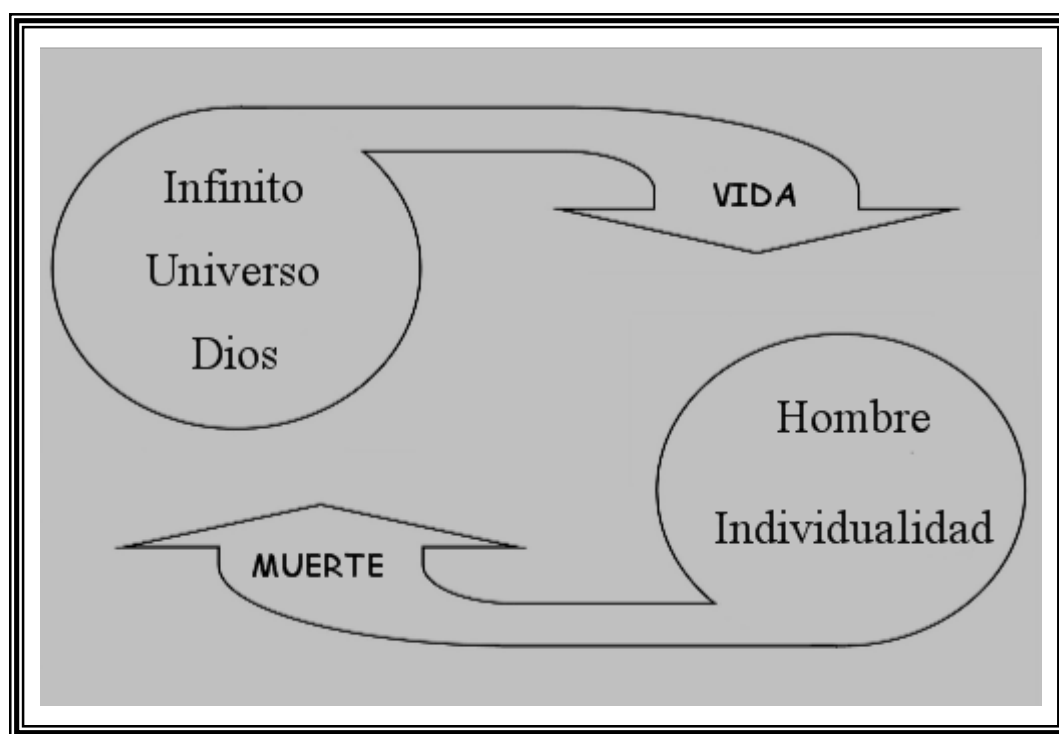 Infinito
VIDA
Universo
Dios
Hombre
Individualidad
MUERTE